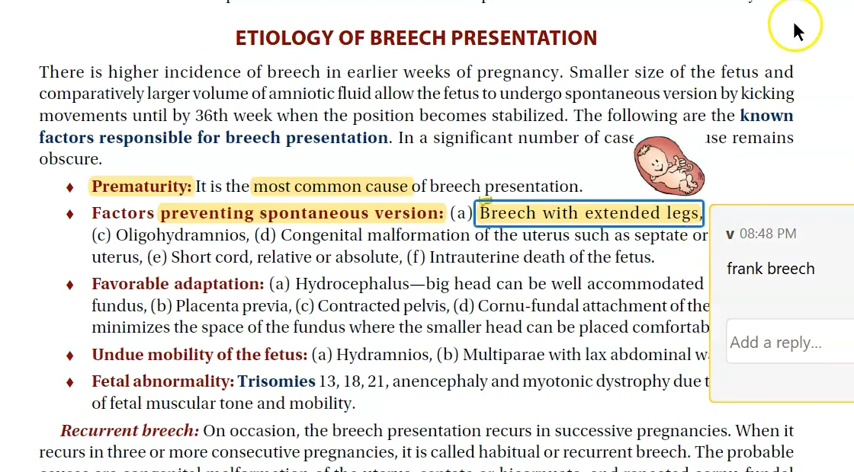 ETIOLOGY OF BREECH PRESENTATION
There is higher incidence of breech in earlier weeks of pregnancy. Smaller size of the fetus and
comparatively larger volume of amniotic fluid allow the fetus to undergo spontaneous version by kicking
movements until by 36th week when the position becomes stabilized. The following are the known
factors responsible for breech presentation. In a significant number of
remains
obscure.
♦ Prematurity: It is the most common cause of breech presentation.
♦ Factors preventing spontaneous version: (a) Breech with extended legs,
(c) Oligohydramnios, (d) Congenital malformation of the uterus such as septate or
uterus, (e) Short cord, relative or absolute, (f) Intrauterine death of the fetus.
♦ Favorable adaptation: (a) Hydrocephalus—big head can be well accommodated
fundus, (b) Placenta previa, (c) Contracted pelvis, (d) Cornu-fundal attachment of the
minimizes the space of the fundus where the smaller head can be placed
♦ Undue mobility of the fetus: (a) Hydramnios, (b) Multiparae with lax abdominal
♦ Fetal abnormality: Trisomies 13, 18, 21, anencephaly and myotonic dystrophy due
of fetal muscular tone and mobility.
Recurrent breech: On occasion, the breech presentation recurs in successive pregnancies. When it
recurs in three or more consecutive pregnancies, it is called habitual or recurrent breech. The probable
v 08:48 PM
frank breech
Add a reply...